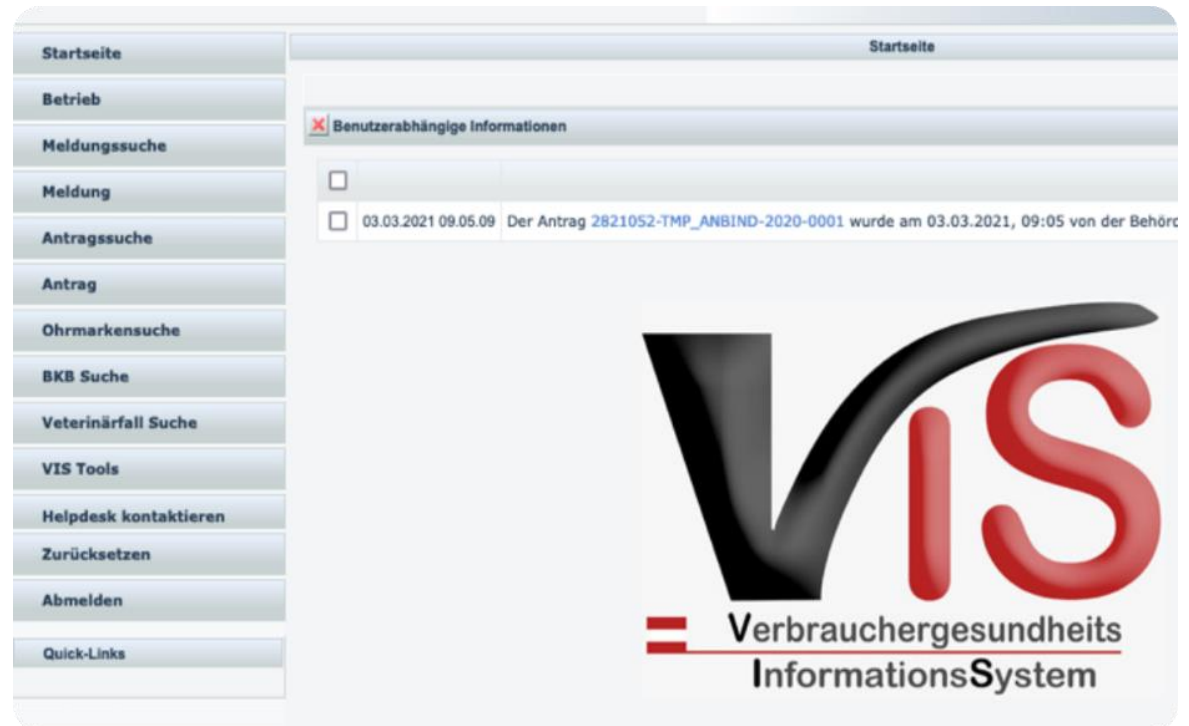 Startseite
Betrieb
Meldungssuche
Meldung
Antragssuche
Antrag
Ohrmarkensuche
BKB Suche
Veterinärfall Suche
VIS Tools
Helpdesk kontaktieren
Zurücksetzen
Abmelden
Quick-Links
Startseite
Benutzerabhängige Informationen
03.03.2021 09.05.09 Der Antrag 2821052-TMP_ANBIND-2020-0001 wurde am 03.03.2021, 09:05 von der Behörd
VIS
Verbrauchergesundheits
InformationsSystem